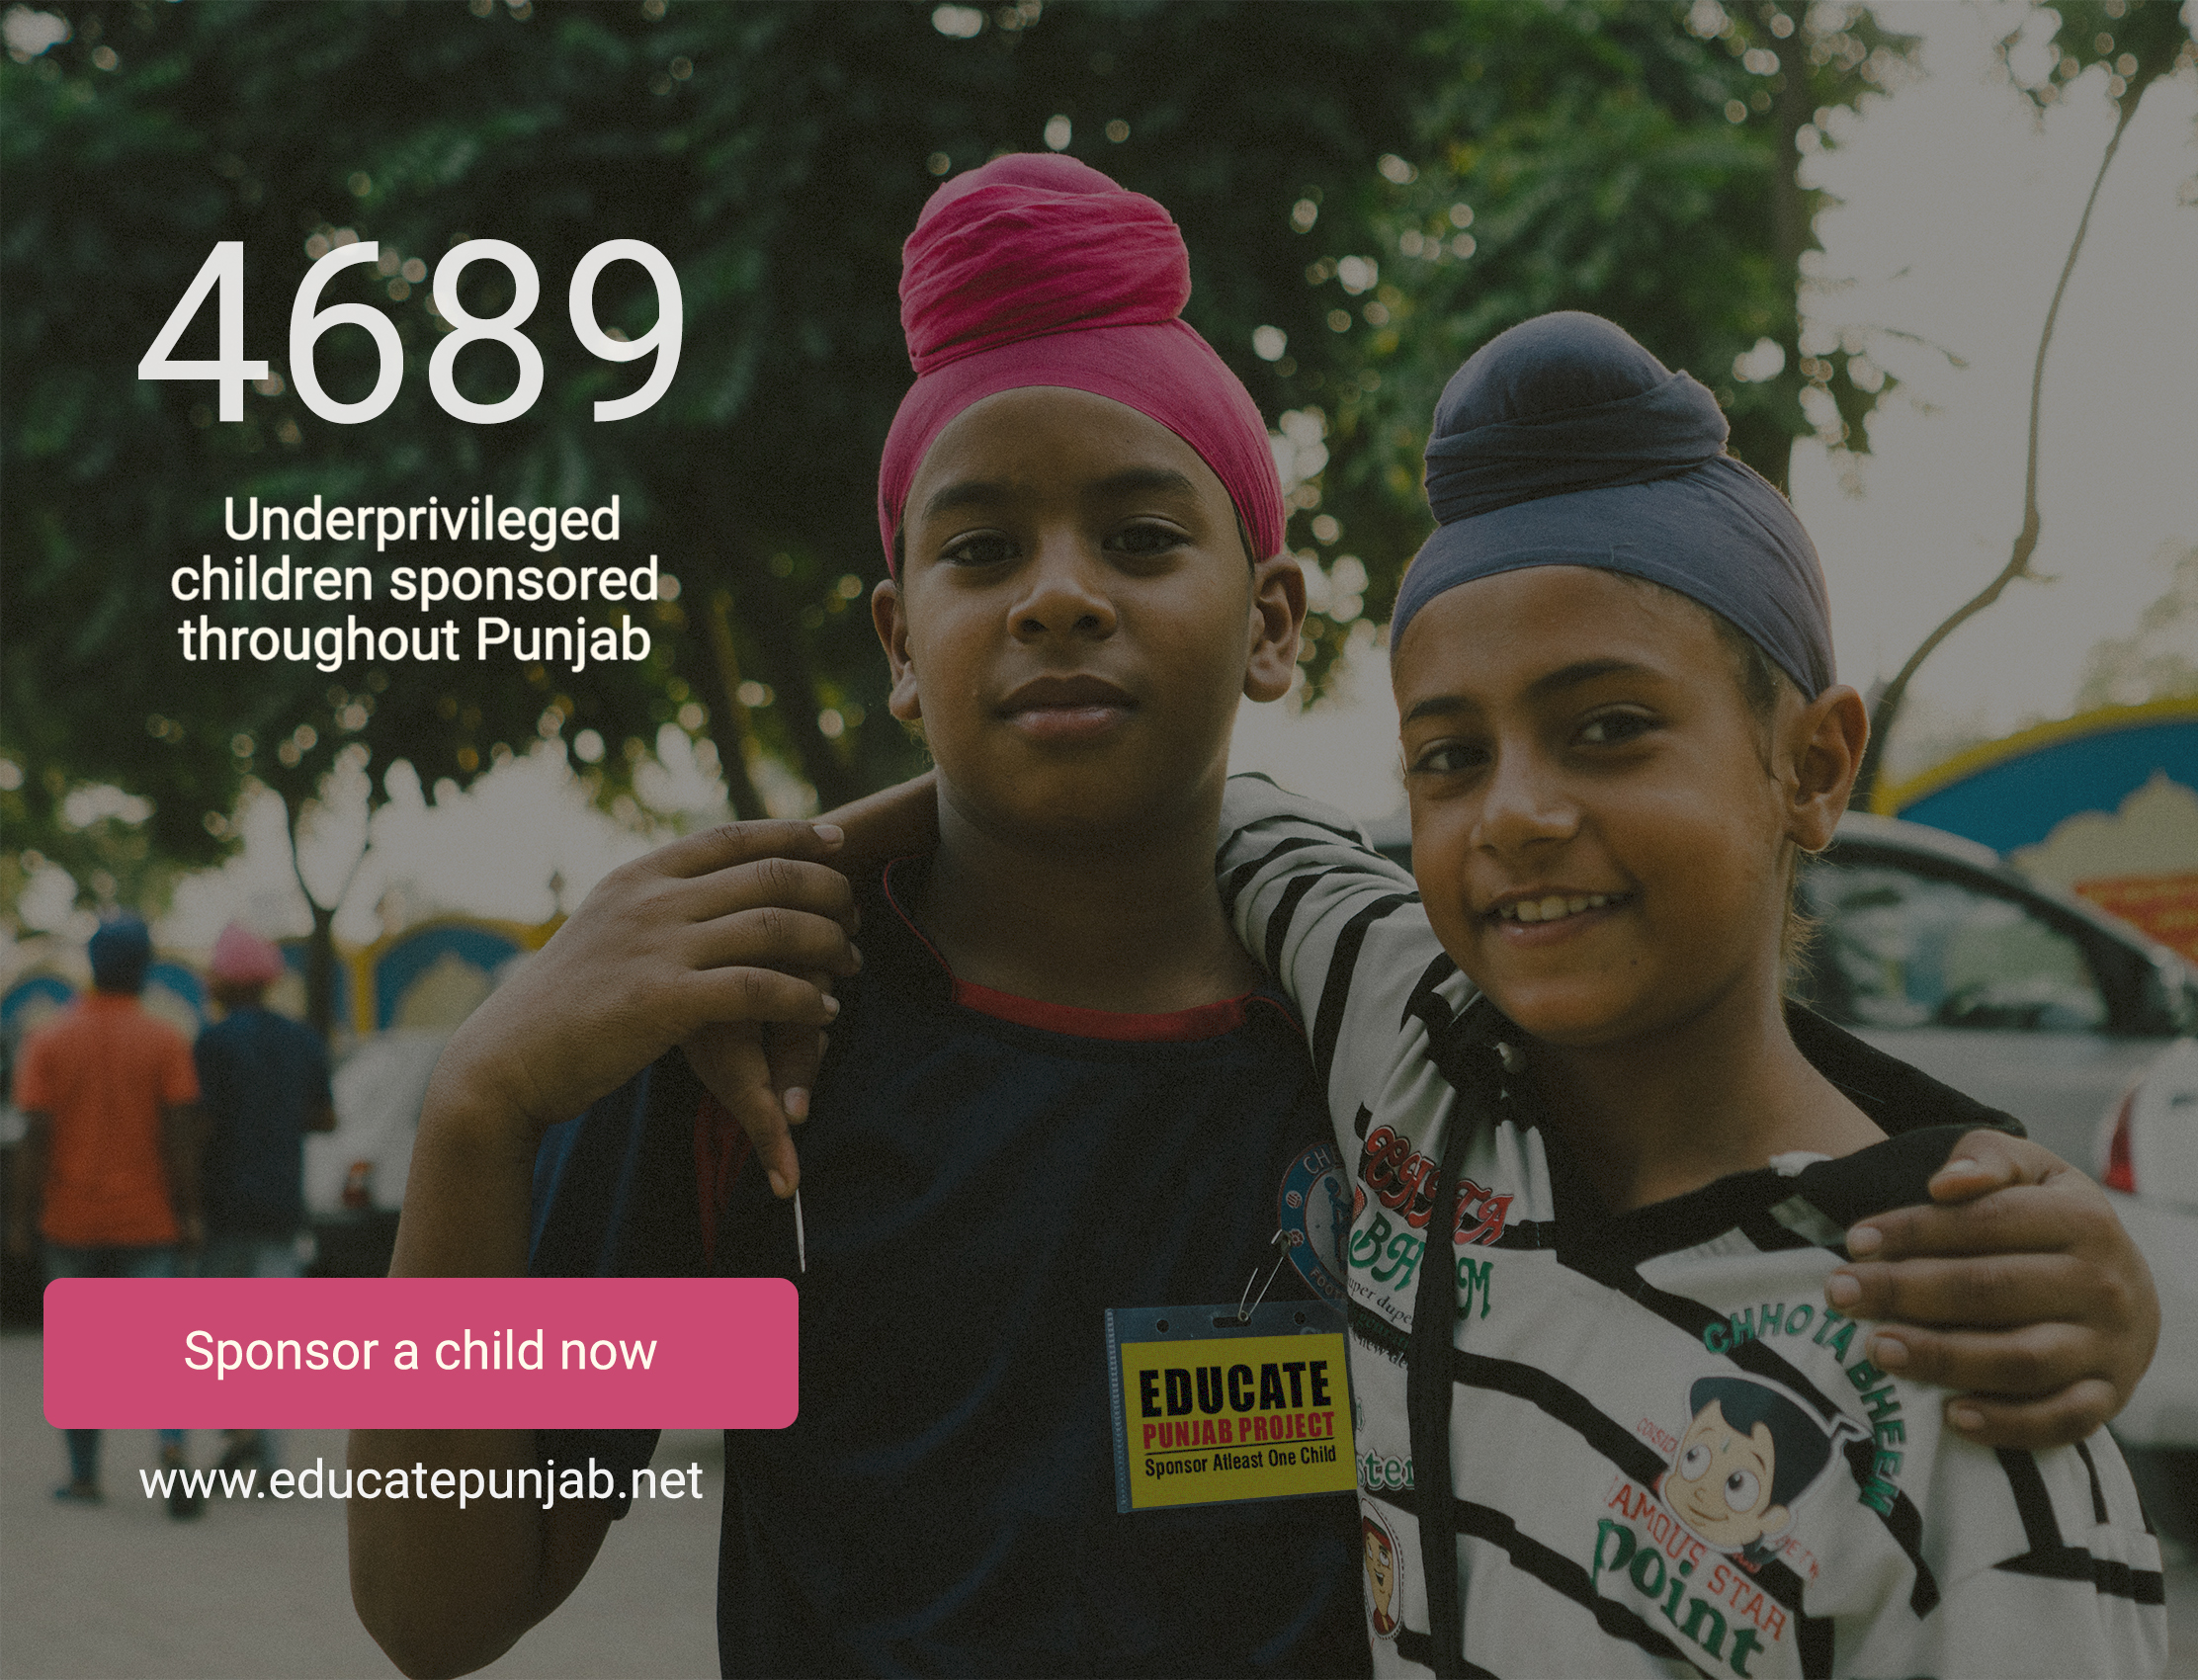 4689
Underprivileged
children sponsored
throughout Punjab
Sponsor a child now
www.educatepunjab.net
EDUCATE
PUNJAB PROJECT
Sponsor Atleast One Child
CHHOTA BHEEM
STAR
point